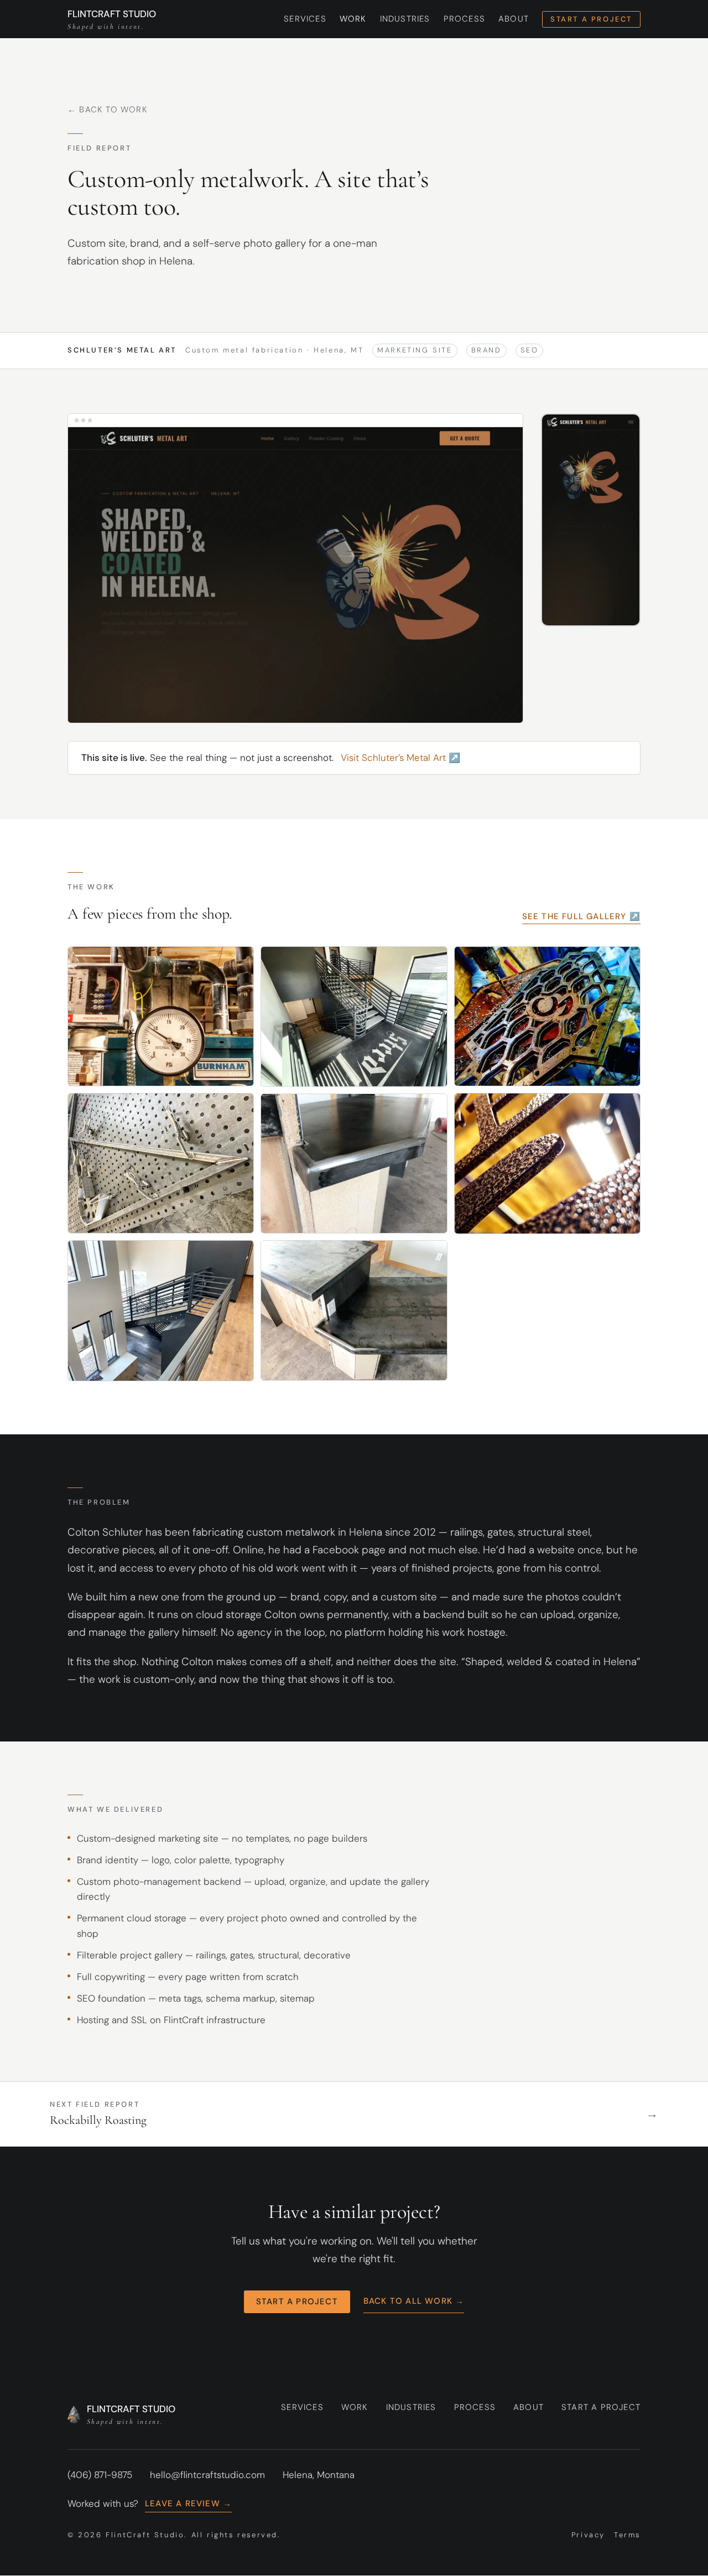 FLINTCRAFT STUDIO
Shaped with intent.
SERVICES WORK INDUSTRIES PROCESS ABOUT START A PROJECT
← BACK TO WORK
FIELD REPORT
Custom-only metalwork. A site that’s
custom too.
Custom site, brand, and a self-serve photo gallery for a one-man
fabrication shop in Helena.
SCHLUTER’S METAL ART Custom metal fabrication · Helena, MT MARKETING SITE BRAND SEO
SCHLUTER'S METAL ART
Home Gallery Powder Coating About
GET A QUOTE
CUSTOM FABRICATION & METAL ART HELENA, MT
SHAPED,
WELDED &
COATED
IN HELENA.
SCHLUTER'S METAL ART
This site is live. See the real thing — not just a screenshot. Visit Schluter’s Metal Art ↗
THE WORK
A few pieces from the shop.
SEE THE FULL GALLERY ↗
BURNHAM
THE PROBLEM
Colton Schluter has been fabricating custom metalwork in Helena since 2012 — railings, gates, structural steel,
decorative pieces, all of it one-off. Online, he had a Facebook page and not much else. He’d had a website once, but he
lost it, and access to every photo of his old work went with it — years of finished projects, gone from his control.
We built him a new one from the ground up — brand, copy, and a custom site — and made sure the photos couldn’t
disappear again. It runs on cloud storage Colton owns permanently, with a backend built so he can upload, organize,
and manage the gallery himself. No agency in the loop, no platform holding his work hostage.
It fits the shop. Nothing Colton makes comes off a shelf, and neither does the site. “Shaped, welded & coated in Helena”
— the work is custom-only, and now the thing that shows it off is too.
WHAT WE DELIVERED
Custom-designed marketing site — no templates, no page builders
Brand identity — logo, color palette, typography
Custom photo-management backend — upload, organize, and update the gallery
directly
Permanent cloud storage — every project photo owned and controlled by the
shop
Filterable project gallery — railings, gates, structural, decorative
Full copywriting — every page written from scratch
SEO foundation — meta tags, schema markup, sitemap
Hosting and SSL on FlintCraft infrastructure
NEXT FIELD REPORT
Rockabilly Roasting →
Have a similar project?
Tell us what you're working on. We'll tell you whether
we're the right fit.
START A PROJECT BACK TO ALL WORK →
FLINTCRAFT STUDIO
Shaped with intent.
SERVICES WORK INDUSTRIES PROCESS ABOUT START A PROJECT
(406) 871-9875 hello@flintcraftstudio.com Helena, Montana
Worked with us? LEAVE A REVIEW →
© 2026 FlintCraft Studio. All rights reserved.
Privacy Terms